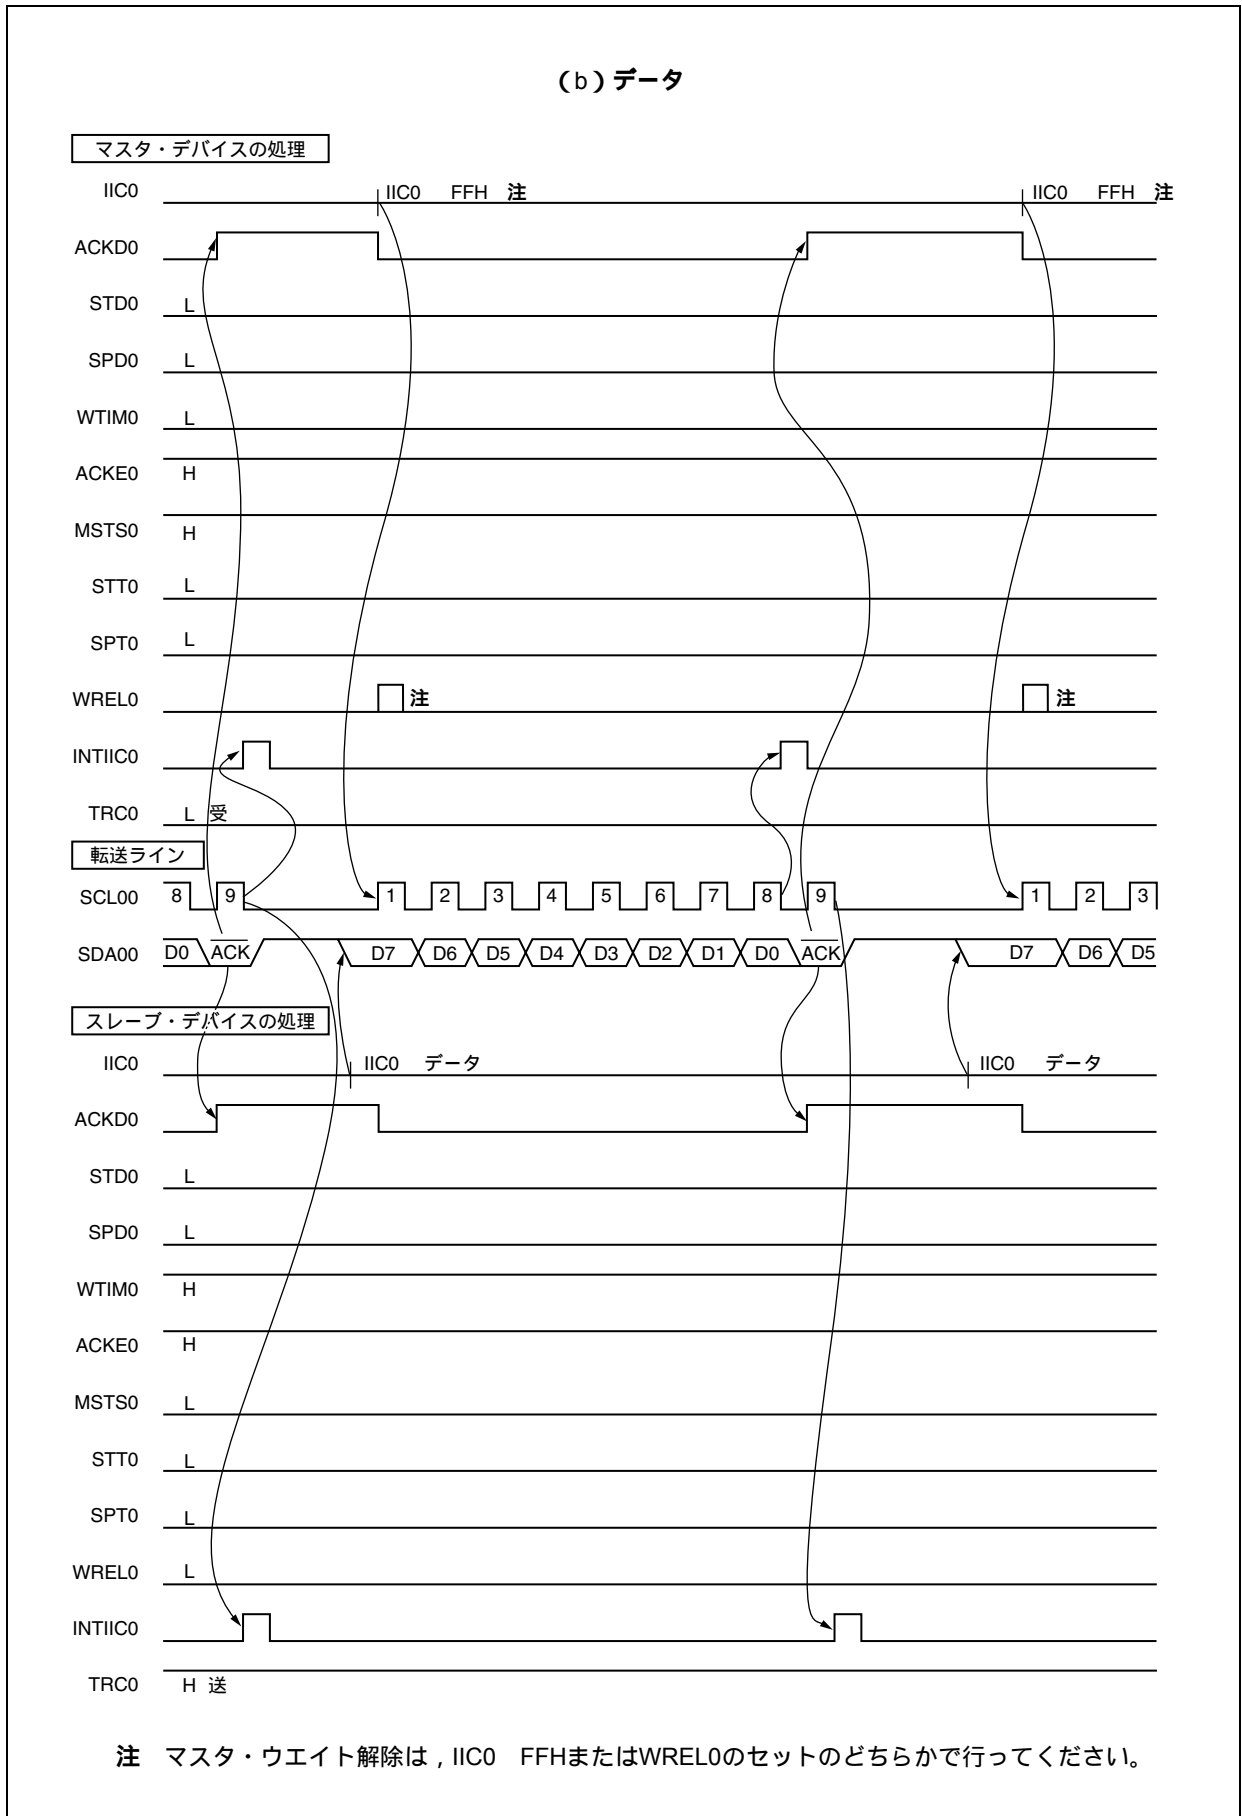 (b)データ
マスタ・デバイスの処理
IIC0 IIC0 FFH 注 IIC0 FFH 注
ACKD0
STD0 L
SPD0 L
WTIM0 L
ACKE0 H
MSTS0 H
STT0 L
SPT0 L
WREL0 注 注
INTIIC0
TRC0 L 受
転送ライン
SCL00 8 9 1 2 3 4 5 6 7 8 9 1 2 3
SDA00 D0 ACK D7 D6 D5 D4 D3 D2 D1 D0 ACK D7 D6 D5
スレーブ・デバイスの処理
IIC0 IIC0 データ IIC0 データ
ACKD0
STD0 L
SPD0 L
WTIM0 H
ACKE0 H
MSTS0 L
STT0 L
SPT0 L
WREL0 L
INTIIC0
TRC0 H 送
注 マスタ・ウエイト解除は,IIC0 FFHまたはWREL0のセットのどちらかで行ってください。